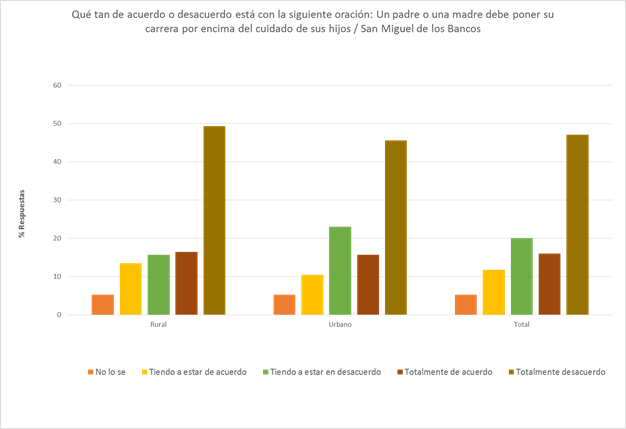 Qué tan de acuerdo o desacuerdo está con la siguiente oración: Un padre o una madre debe poner su
carrera por encima del cuidado de sus hijos / San Miguel de los Bancos
60
50
40
30
20
10
0
% Respuestas
Rural
Urbano
Total
No lo se
Tiendo a estar de acuerdo
Tiendo a estar en desacuerdo
Totalmente de acuerdo
Totalmente desacuerdo